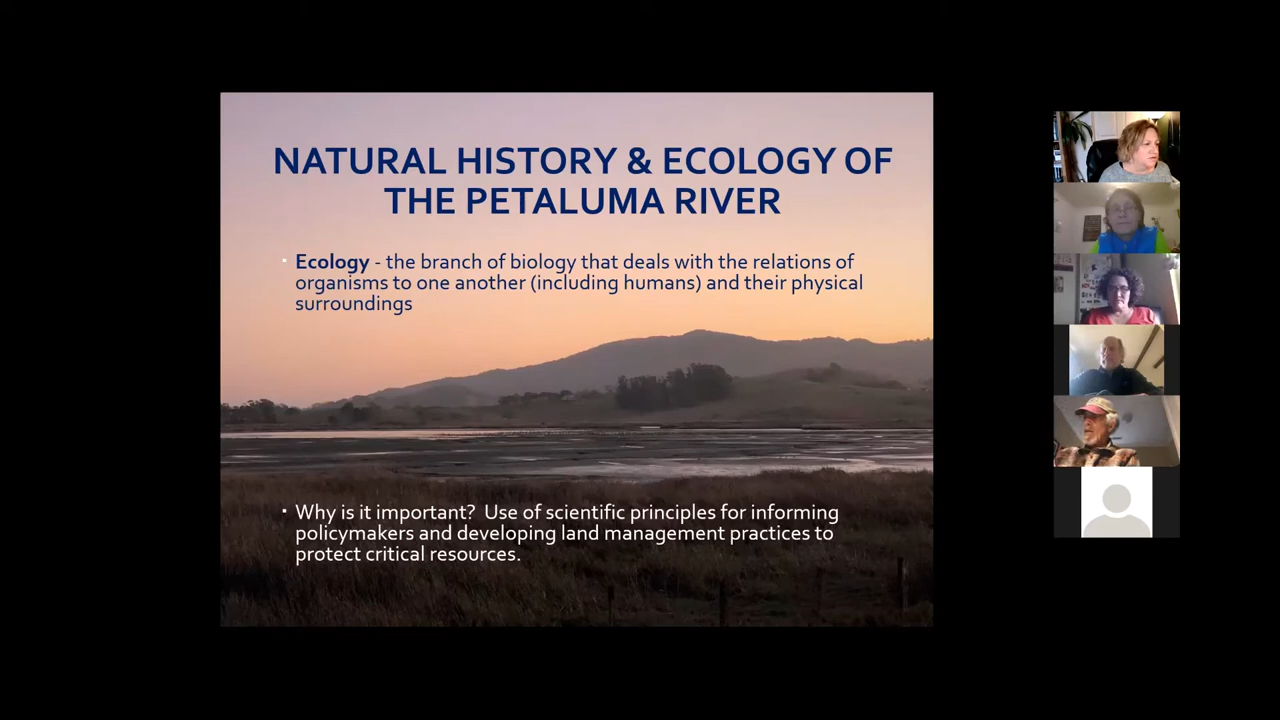 NATURAL HISTORY & ECOLOGY OF
THE PETALUMA RIVER
Ecology - the branch of biology that deals with the relations of
organisms to one another (including humans) and their physical
surroundings
Why is it important? Use of scientific principles for informing
policymakers and developing land management practices to
protect critical resources.